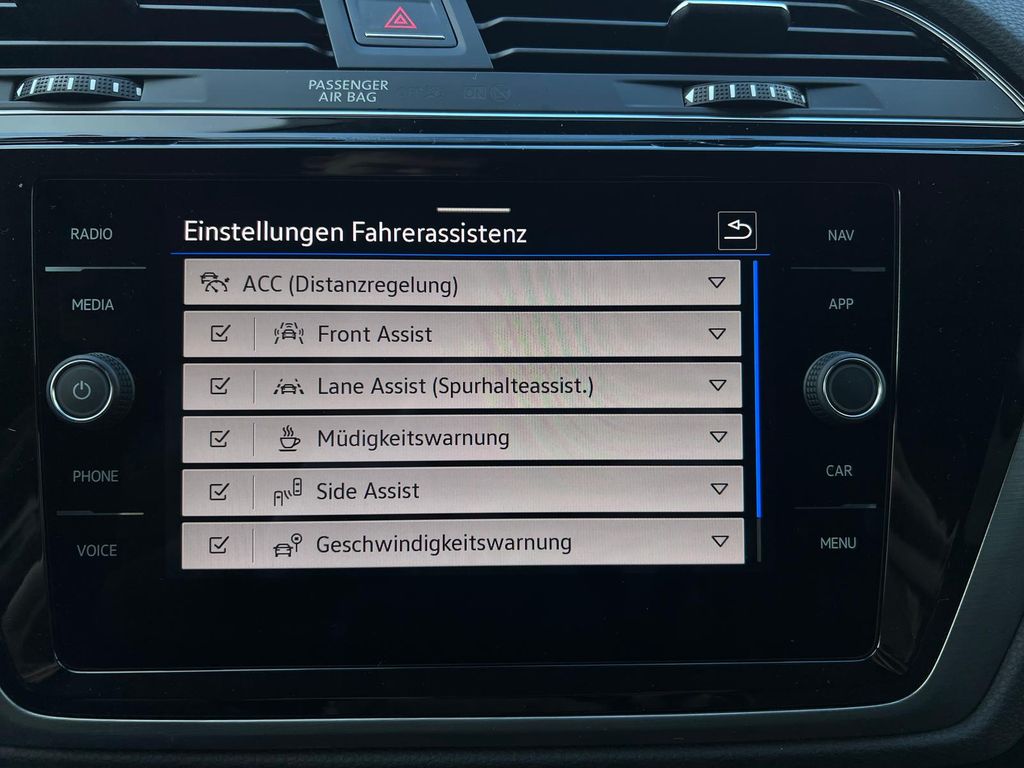 PASSENGER
AIR BAG
RADIO
MEDIA
PHONE
VOICE
Einstellungen Fahrerassistenz
ACC (Distanzregelung)
Front Assist
Lane Assist (Spurhalteassist.)
Müdigkeitswarnung
Side Assist
Geschwindigkeitswarnung
NAV
APP
CAR
MENU